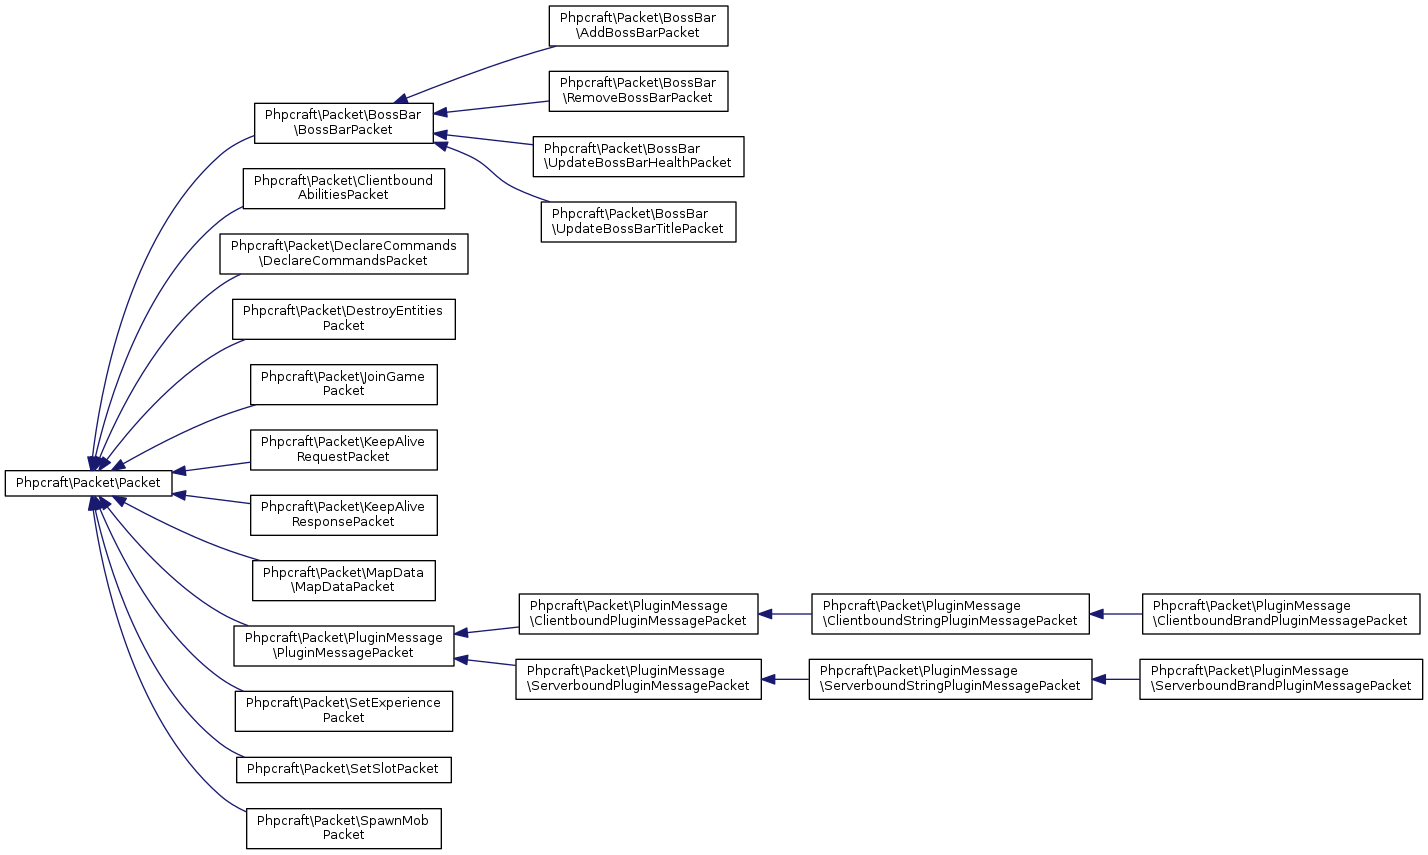 Phpcraft\Packet\BossBar
\AddBossBarPacket
Phpcraft\Packet\BossBar
\RemoveBossBarPacket
Phpcraft\Packet\BossBar
\BossBarPacket
Phpcraft\Packet\BossBar
\UpdateBossBarHealthPacket
Phpcraft\Packet\Clientbound
AbilitiesPacket
Phpcraft\Packet\BossBar
\UpdateBossBarTitlePacket
Phpcraft\Packet\DeclareCommands
\DeclareCommandsPacket
Phpcraft\Packet\DestroyEntities
Packet
Phpcraft\Packet\JoinGame
Packet
Phpcraft\Packet\KeepAlive
RequestPacket
Phpcraft\Packet\Packet
Phpcraft\Packet\KeepAlive
ResponsePacket
Phpcraft\Packet\MapData
\MapDataPacket
Phpcraft\Packet\PluginMessage
\ClientboundPluginMessagePacket
Phpcraft\Packet\PluginMessage
\ClientboundStringPluginMessagePacket
Phpcraft\Packet\PluginMessage
\ClientboundBrandPluginMessagePacket
Phpcraft\Packet\PluginMessage
\PluginMessagePacket
Phpcraft\Packet\PluginMessage
\ServerboundPluginMessagePacket
Phpcraft\Packet\PluginMessage
\ServerboundStringPluginMessagePacket
Phpcraft\Packet\PluginMessage
\ServerboundBrandPluginMessagePacket
Phpcraft\Packet\SetExperience
Packet
Phpcraft\Packet\SetSlotPacket
Phpcraft\Packet\SpawnMob
Packet